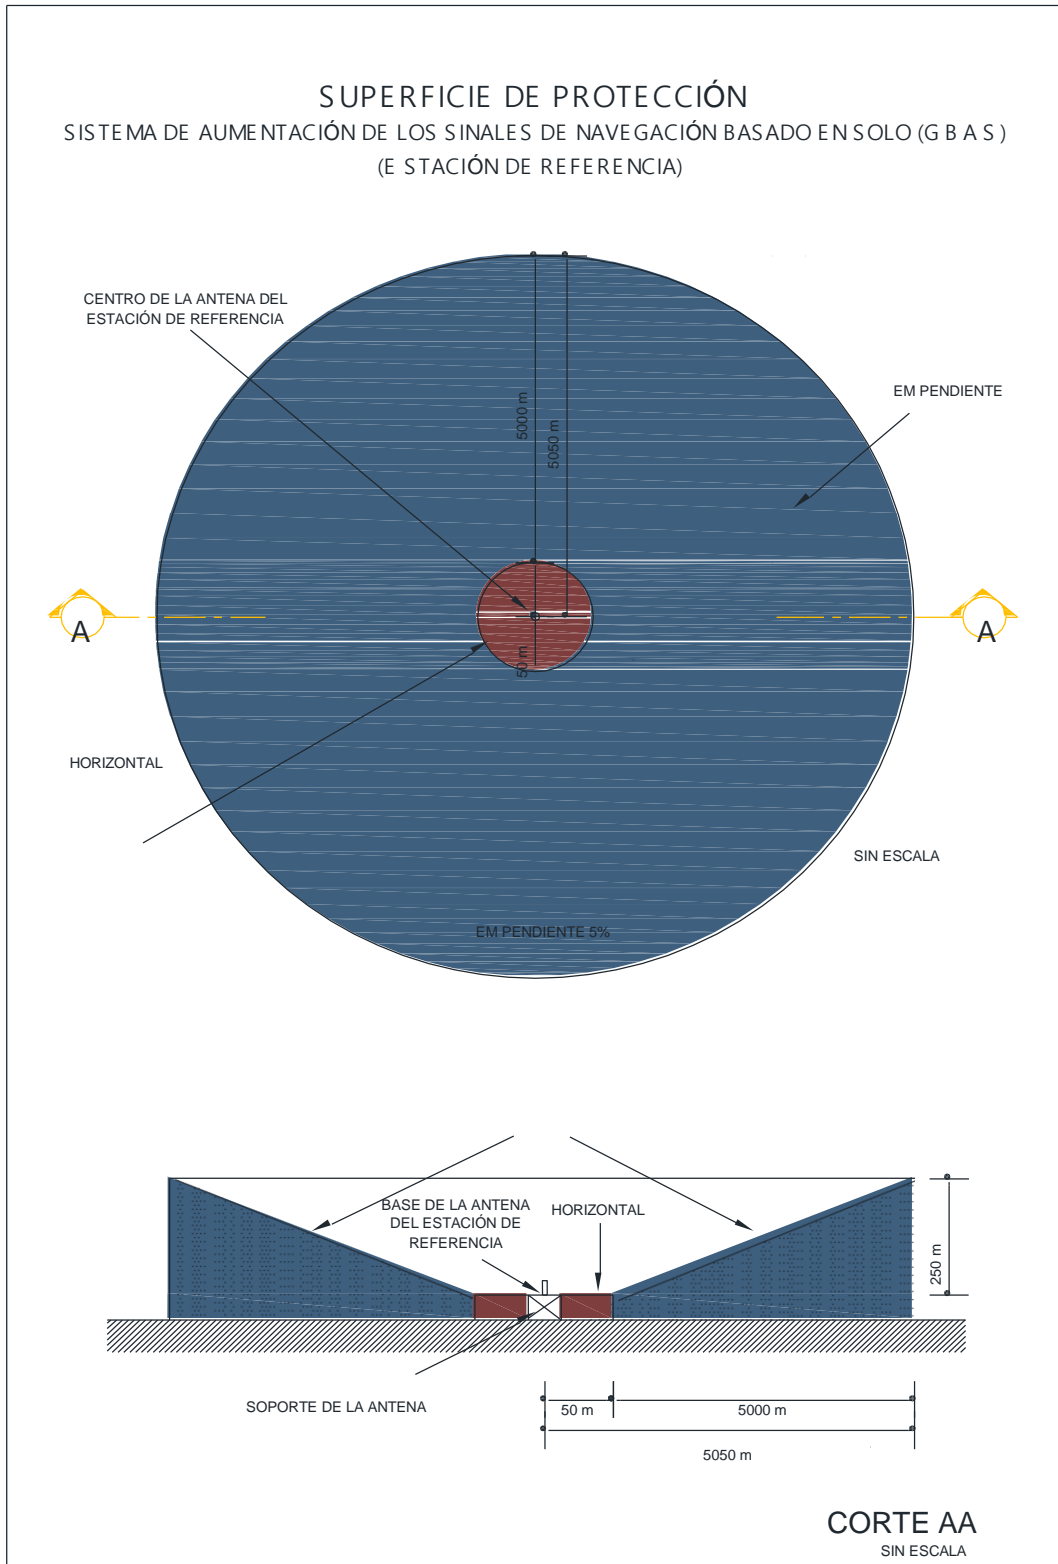 SUPERFICIE DE PROTECCIÓN
SISTEMA DE AUMENTACIÓN DE LOS SINALES DE NAVEGACIÓN BASADO EN SOLO (G B A S)
(E STACIÓN DE REFERENCIA)
CENTRO DE LA ANTENA DEL
ESTACIÓN DE REFERENCIA
EM PENDIENTE
5000 m
5050 m
A
A
50 m
HORIZONTAL
SIN ESCALA
EM PENDIENTE 5%
BASE DE LA ANTENA
DEL ESTACIÓN DE
REFERENCIA
HORIZONTAL
250 m
SOPORTE DE LA ANTENA
50 m
5000 m
5050 m
CORTE AA
SIN ESCALA